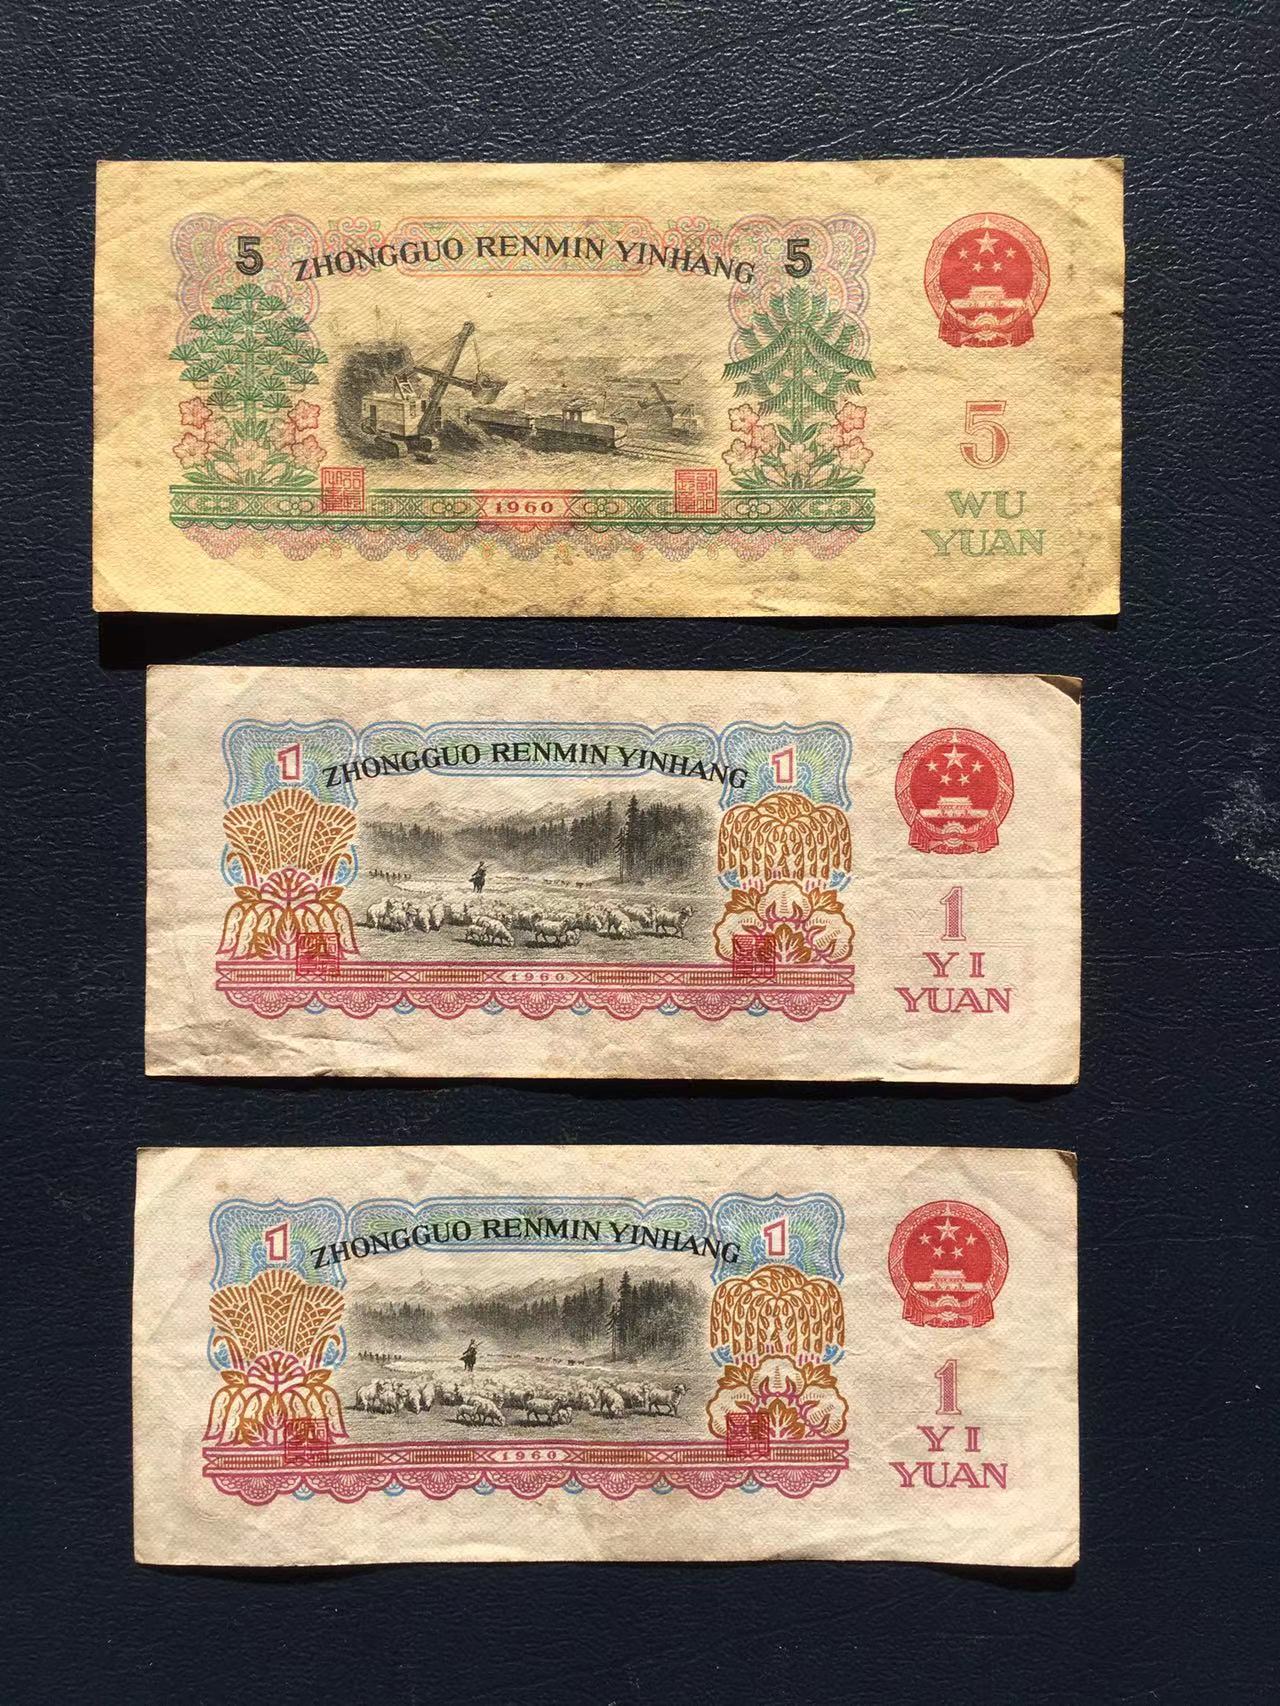 5 ZHONGGUO RENMIN YINHANG 5
5
WU
YUAN
1960
1 ZHONGGUO RENMIN YINHANG 1
1
YI
YUAN
1960
1 ZHONGGUO RENMIN YINHANG 1
1
YI
YUAN
1960